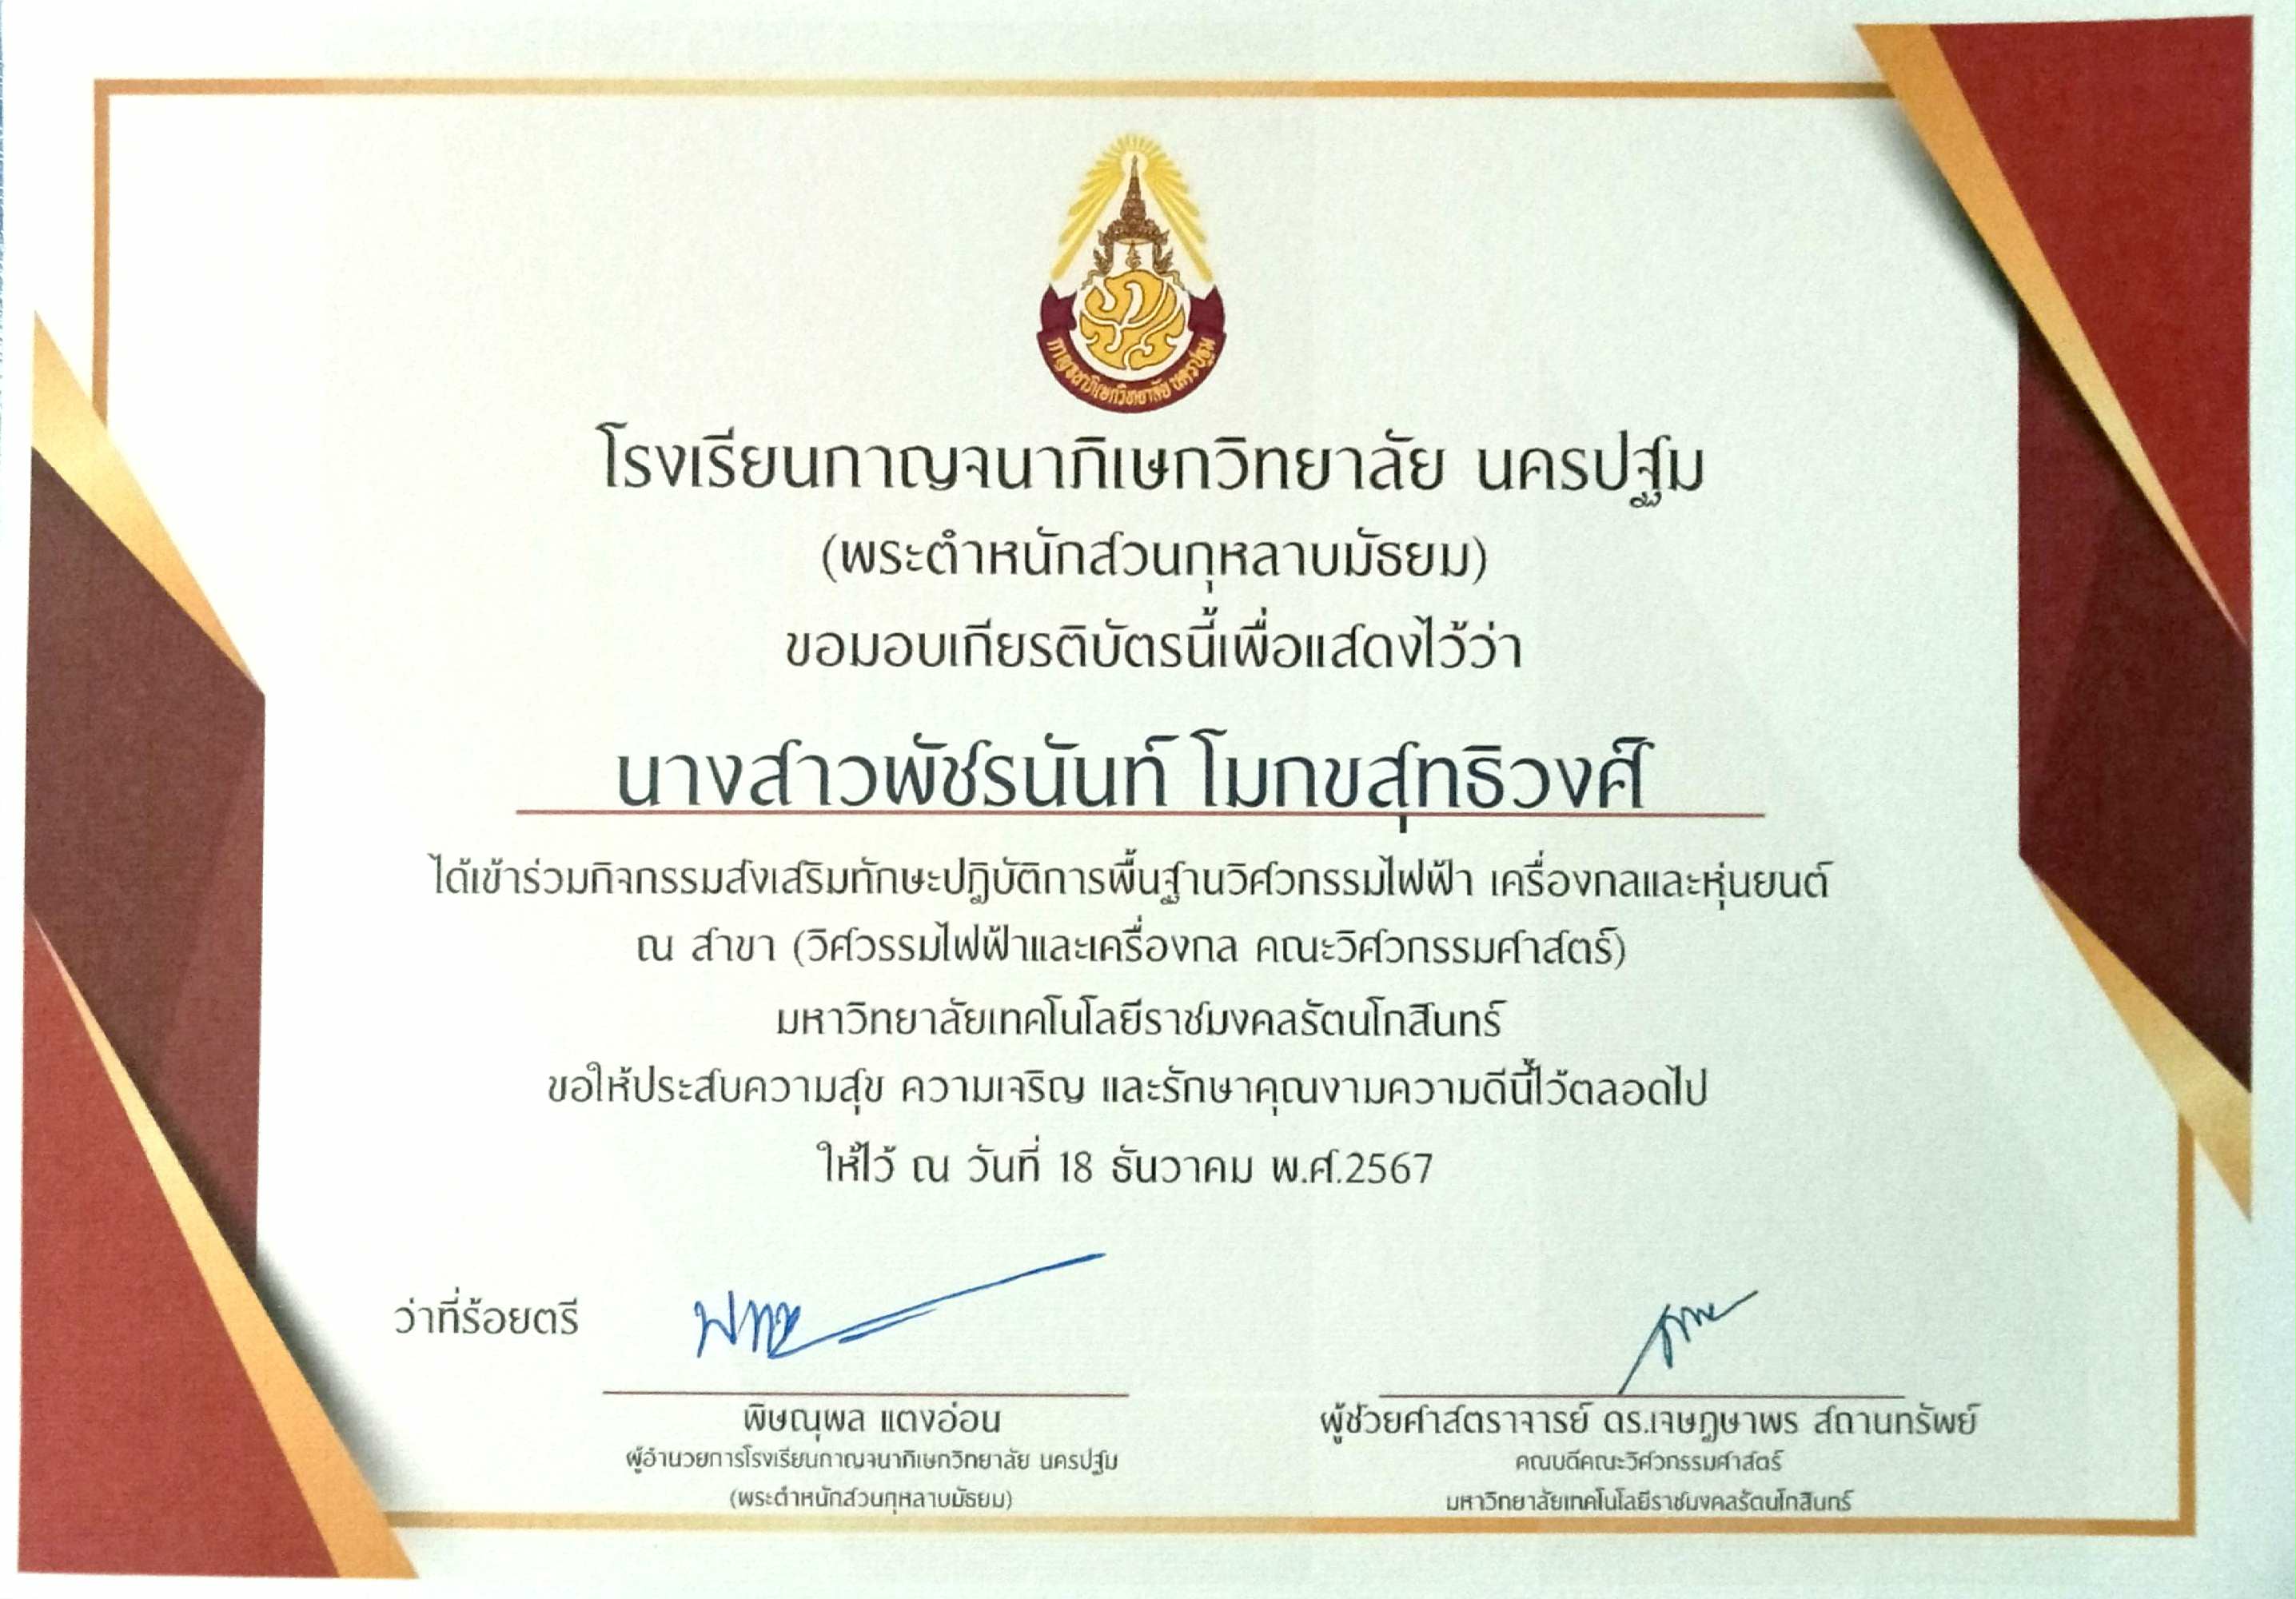 กาญจนาภิเษกวิทยาลัย นครปฐม
โรงเรียนกาญจนาภิเษกวิทยาลัย นครปฐม
(พระตำหนักสวนกุหลาบมัธยม)
ขอมอบเกียรติบัตรนี้เพื่อแสดงไว้ว่า
นางสาวพัชรนันท์ โมกขสุทธิวงศ์
ได้เข้าร่วมกิจกรรมส่งเสริมทักษะปฏิบัติการพื้นฐานวิศวกรรมไฟฟ้า เครื่องกลและหุ่นยนต์
ณ สาขา (วิศวรรมไฟฟ้าและเครื่องกล คณะวิศวกรรมศาสตร์)
มหาวิทยาลัยเทคโนโลยีราชมงคลรัตนโกสินทร์
ขอให้ประสบความสุข ความเจริญ และรักษาคุณงามความดีนี้ไว้ตลอดไป
ให้ไว้ ณ วันที่ 18 ธันวาคม พ.ศ.2567
ว่าที่ร้อยตรี
พิษณุพล แตงอ่อน
ผู้อำนวยการโรงเรียนกาญจนาภิเษกวิทยาลัย นครปฐม
(พระตำหนักสวนกุหลาบมัธยม)
ผู้ช่วยศาสตราจารย์ ดร.เจษฎษาพร สถานทรัพย์
คณบดีคณะวิศวกรรมศาสตร์
มหาวิทยาลัยเทคโนโลยีราชมงคลรัตนโกสินทร์